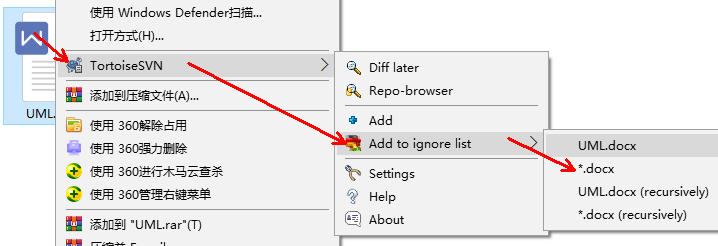 使用 Windows Defender扫描...
打开方式(H)...
TortoiseSVN
添加到压缩文件(A)...
使用 360解除占用
使用 360强力删除
使用 360进行木马云查杀
使用 360管理右键菜单
添加到 "UML.rar"(T)
UML.
Diff later
Repo-browser
Add
Add to ignore list
Settings
Help
About
UML.docx
*.docx
UML.docx (recursively)
*.docx (recursively)